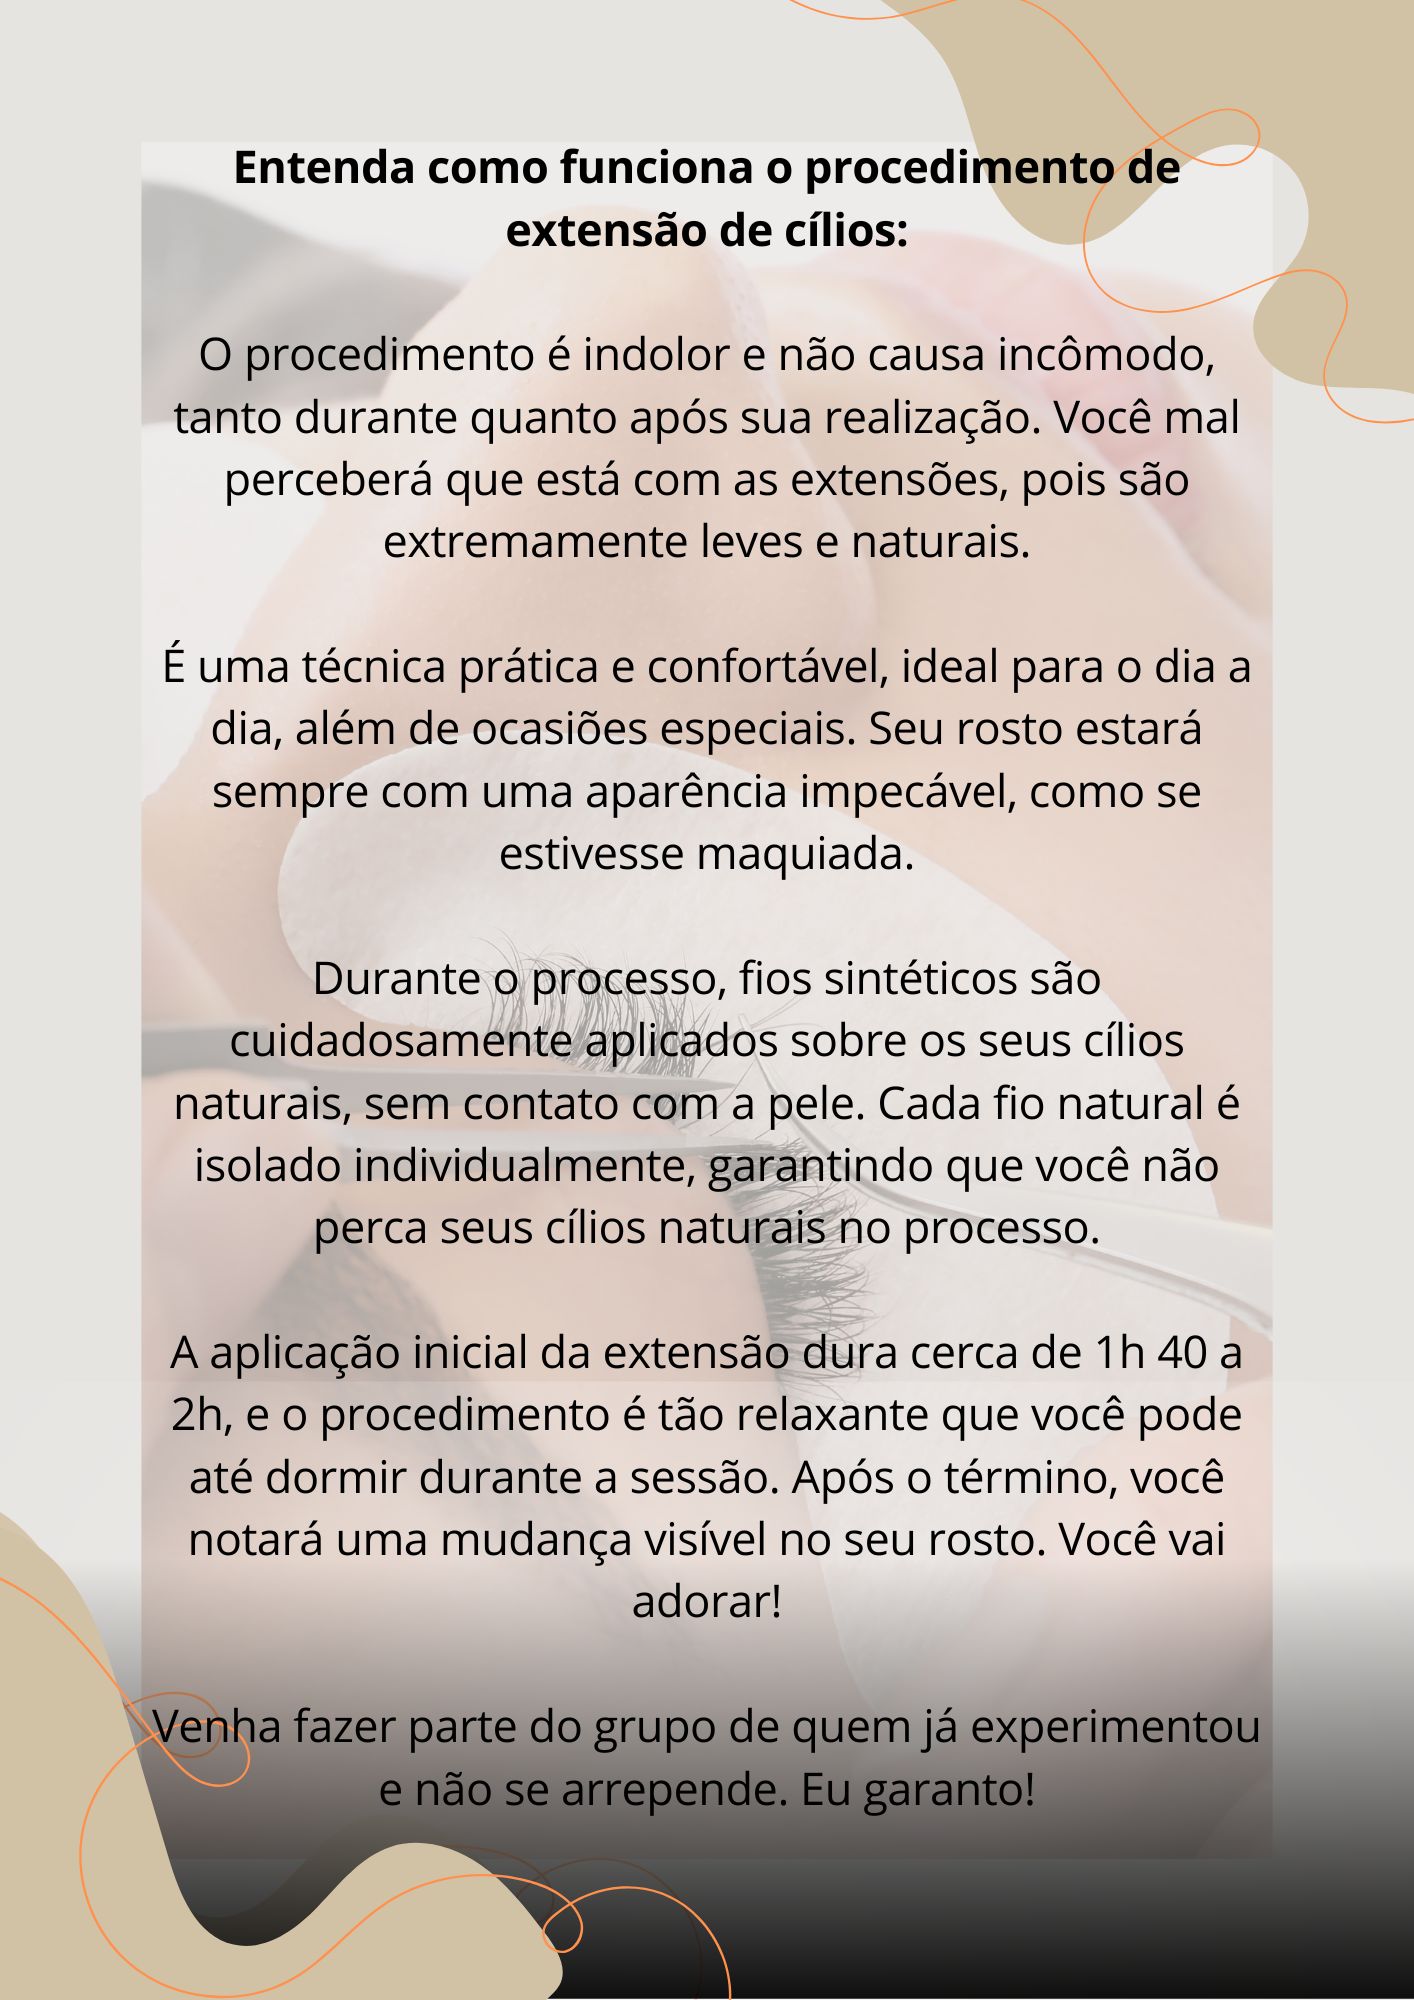 Entenda como funciona o procedimento de
extensão de cílios:
O procedimento é indolor e não causa incômodo,
tanto durante quanto após sua realização. Você mal
perceberá que está com as extensões, pois são
extremamente leves e naturais.
É uma técnica prática e confortável, ideal para o dia a
dia, além de ocasiões especiais. Seu rosto estará
sempre com uma aparência impecável, como se
estivesse maquiada.
Durante o processo, fios sintéticos são
cuidadosamente aplicados sobre os seus cílios
naturais, sem contato com a pele. Cada fio natural é
isolado individualmente, garantindo que você não
perca seus cílios naturais no processo.
A aplicação inicial da extensão dura cerca de 1h 40 a
2h, e o procedimento é tão relaxante que você pode
até dormir durante a sessão. Após o término, você
notará uma mudança visível no seu rosto. Você vai
adorar!
Venha fazer parte do grupo de quem já experimentou
e não se arrepende. Eu garanto!